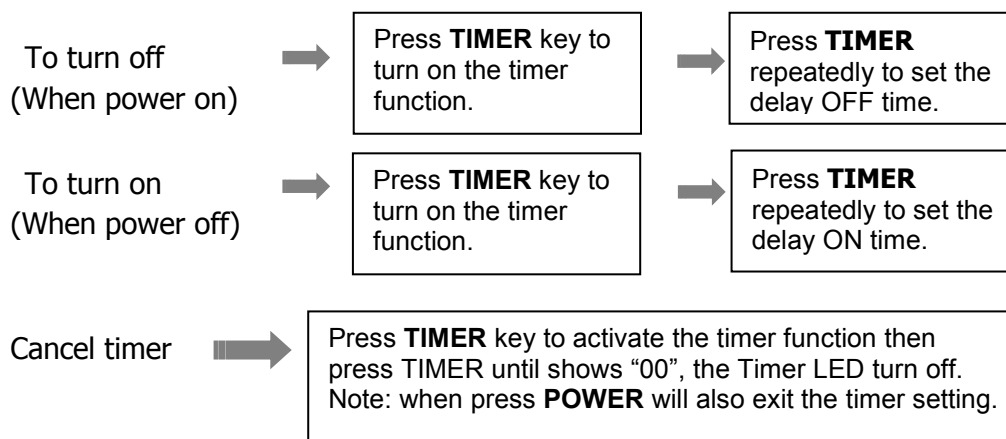 To turn off
(When power on)
Press TIMER key to
turn on the timer
function.
Press TIMER
repeatedly to set the
delay OFF time.
To turn on
(When power off)
Press TIMER key to
turn on the timer
function.
Press TIMER
repeatedly to set the
delay ON time.
Cancel timer
Press TIMER key to activate the timer function then
press TIMER until shows “00”, the Timer LED turn off.
Note: when press POWER will also exit the timer setting.